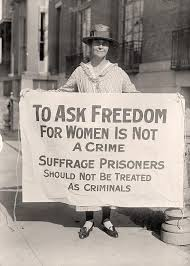 TO ASK FREEDOM
FOR WOMEN IS NOT
A CRIME
SUFFRAGE PRISONERS
SHOULD NOT BE TREATED
AS CRIMINALS